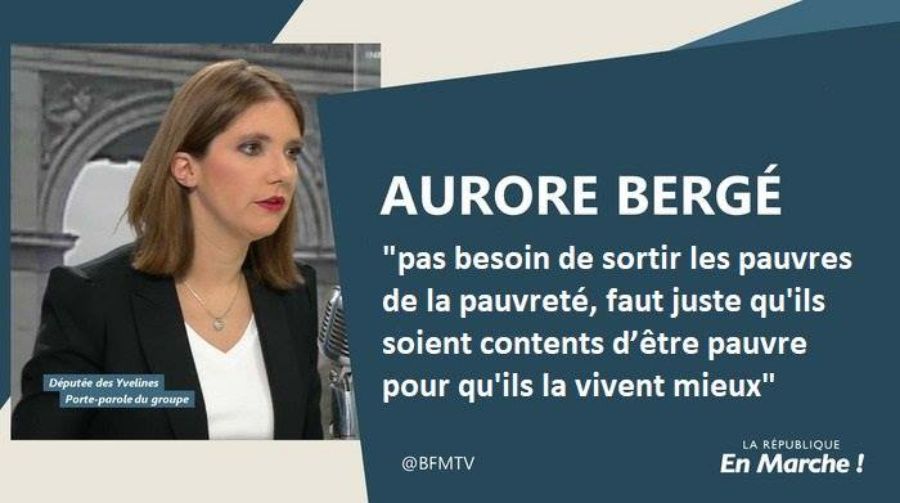 AURORE BERGÉ
"pas besoin de sortir les pauvres
de la pauvreté, faut juste qu'ils
soient contents d’être pauvre
pour qu'ils la vivent mieux"
Députée des Yvelines
Porte-parole du groupe
@BFMTV
LA RÉPUBLIQUE
En Marche !